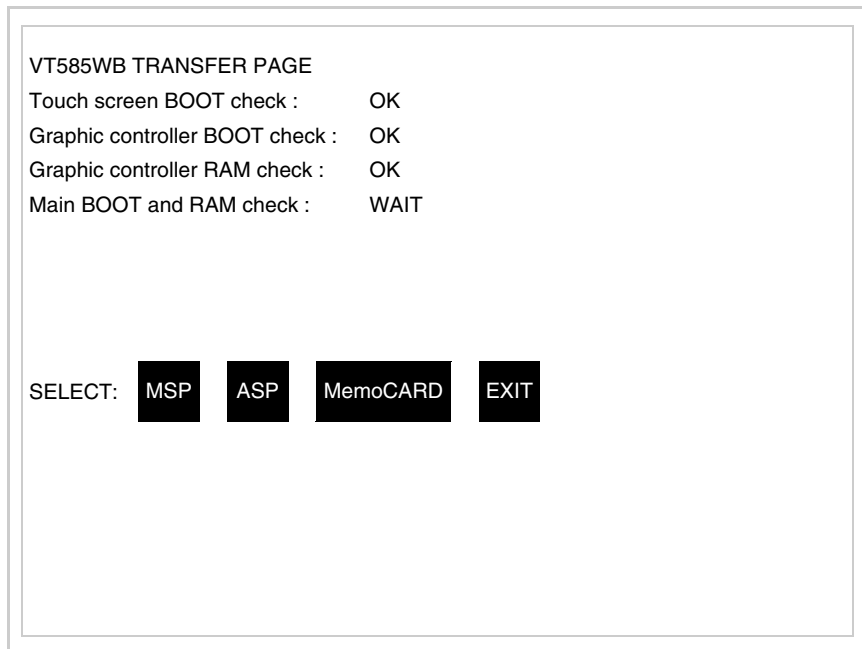 VT585WB TRANSFER PAGE
Touch screen BOOT check : OK
Graphic controller BOOT check : OK
Graphic controller RAM check : OK
Main BOOT and RAM check : WAIT
SELECT: MSP ASP MemoCARD EXIT